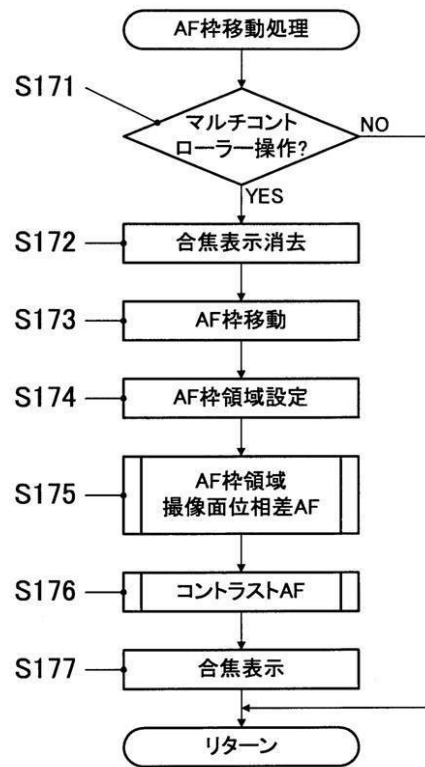 AF枠移動処理
S171
マルチコント
ローラー操作?
NO
YES
S172
合焦表示消去
S173
AF枠移動
S174
AF枠領域設定
S175
AF枠領域
撮像面位相差AF
S176
コントラストAF
S177
合焦表示
リターン